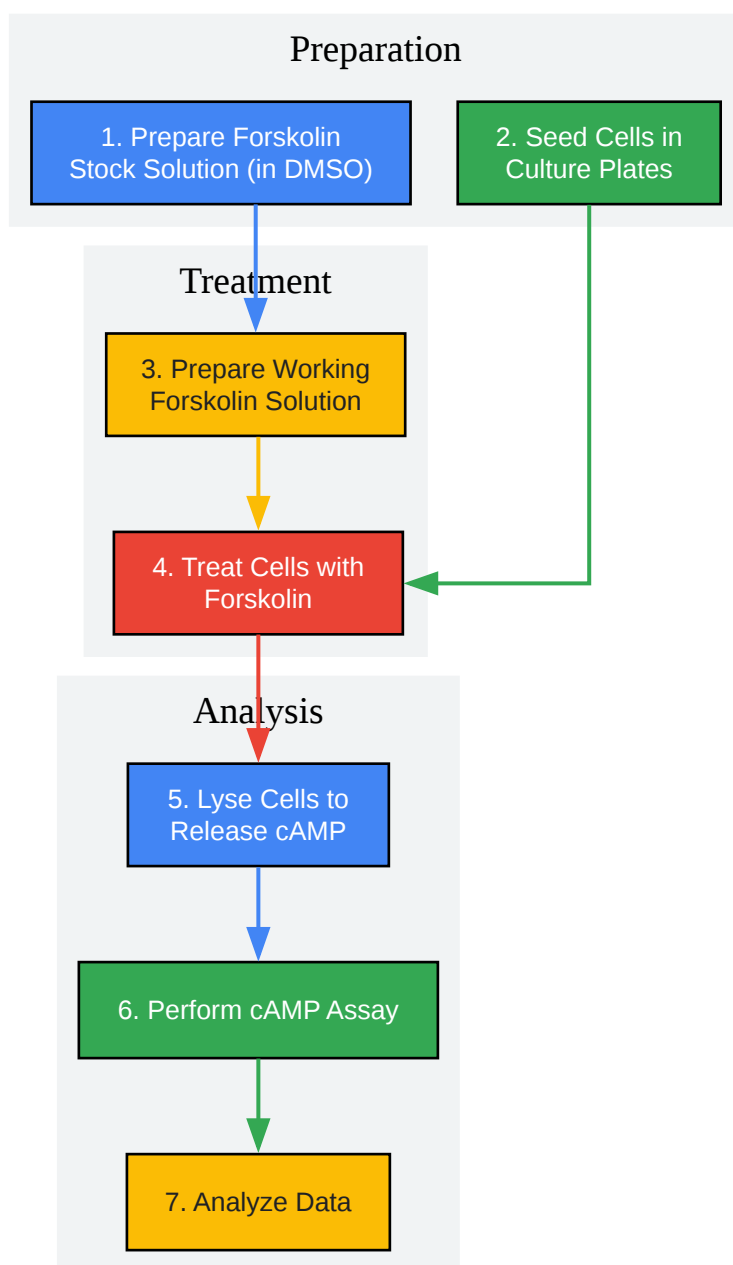 Preparation
1. Prepare Forskolin
Stock Solution (in DMSO)
2. Seed Cells in
Culture Plates
Treatment
3. Prepare Working
Forskolin Solution
4. Treat Cells with
Forskolin
Analysis
5. Lyse Cells to
Release cAMP
6. Perform cAMP Assay
7. Analyze Data